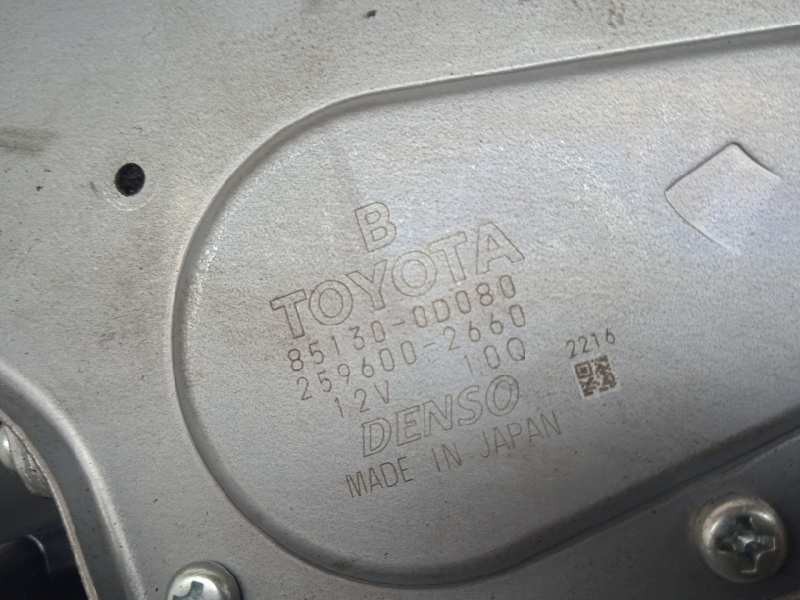 B
TOYOTA
85130-0D080
259600-2660
12V 10Q 2216
DENSO
MADE IN JAPAN